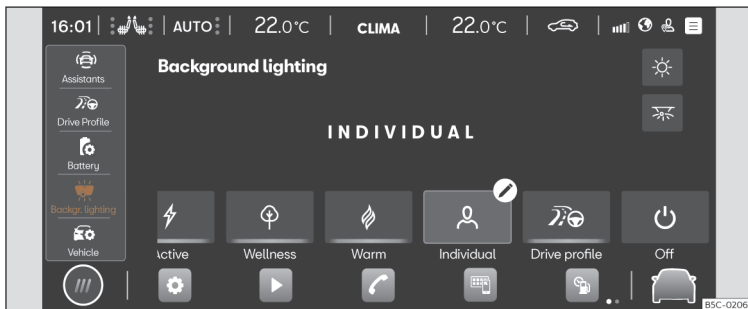 16:01 AUTO 22.0°C CLIMA 22.0°C
Assistants
Drive Profile
Battery
Backgr. lighting
Vehicle
Background lighting
INDIVIDUAL
Active Wellness Warm Individual Drive profile Off
B5C-0206